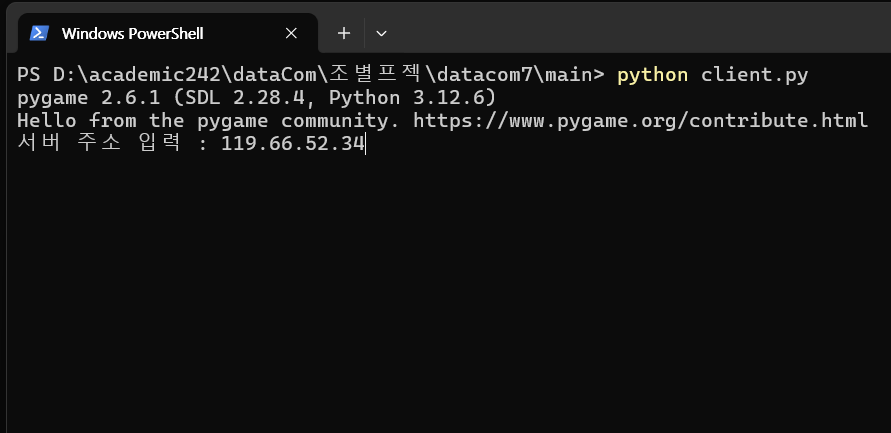 Windows PowerShell
PS D:\academic242\dataCom\조별프젝\datacom7\main> python client.py
pygame 2.6.1 (SDL 2.28.4, Python 3.12.6)
Hello from the pygame community. https://www.pygame.org/contribute.html
서버 주소 입력 : 119.66.52.34